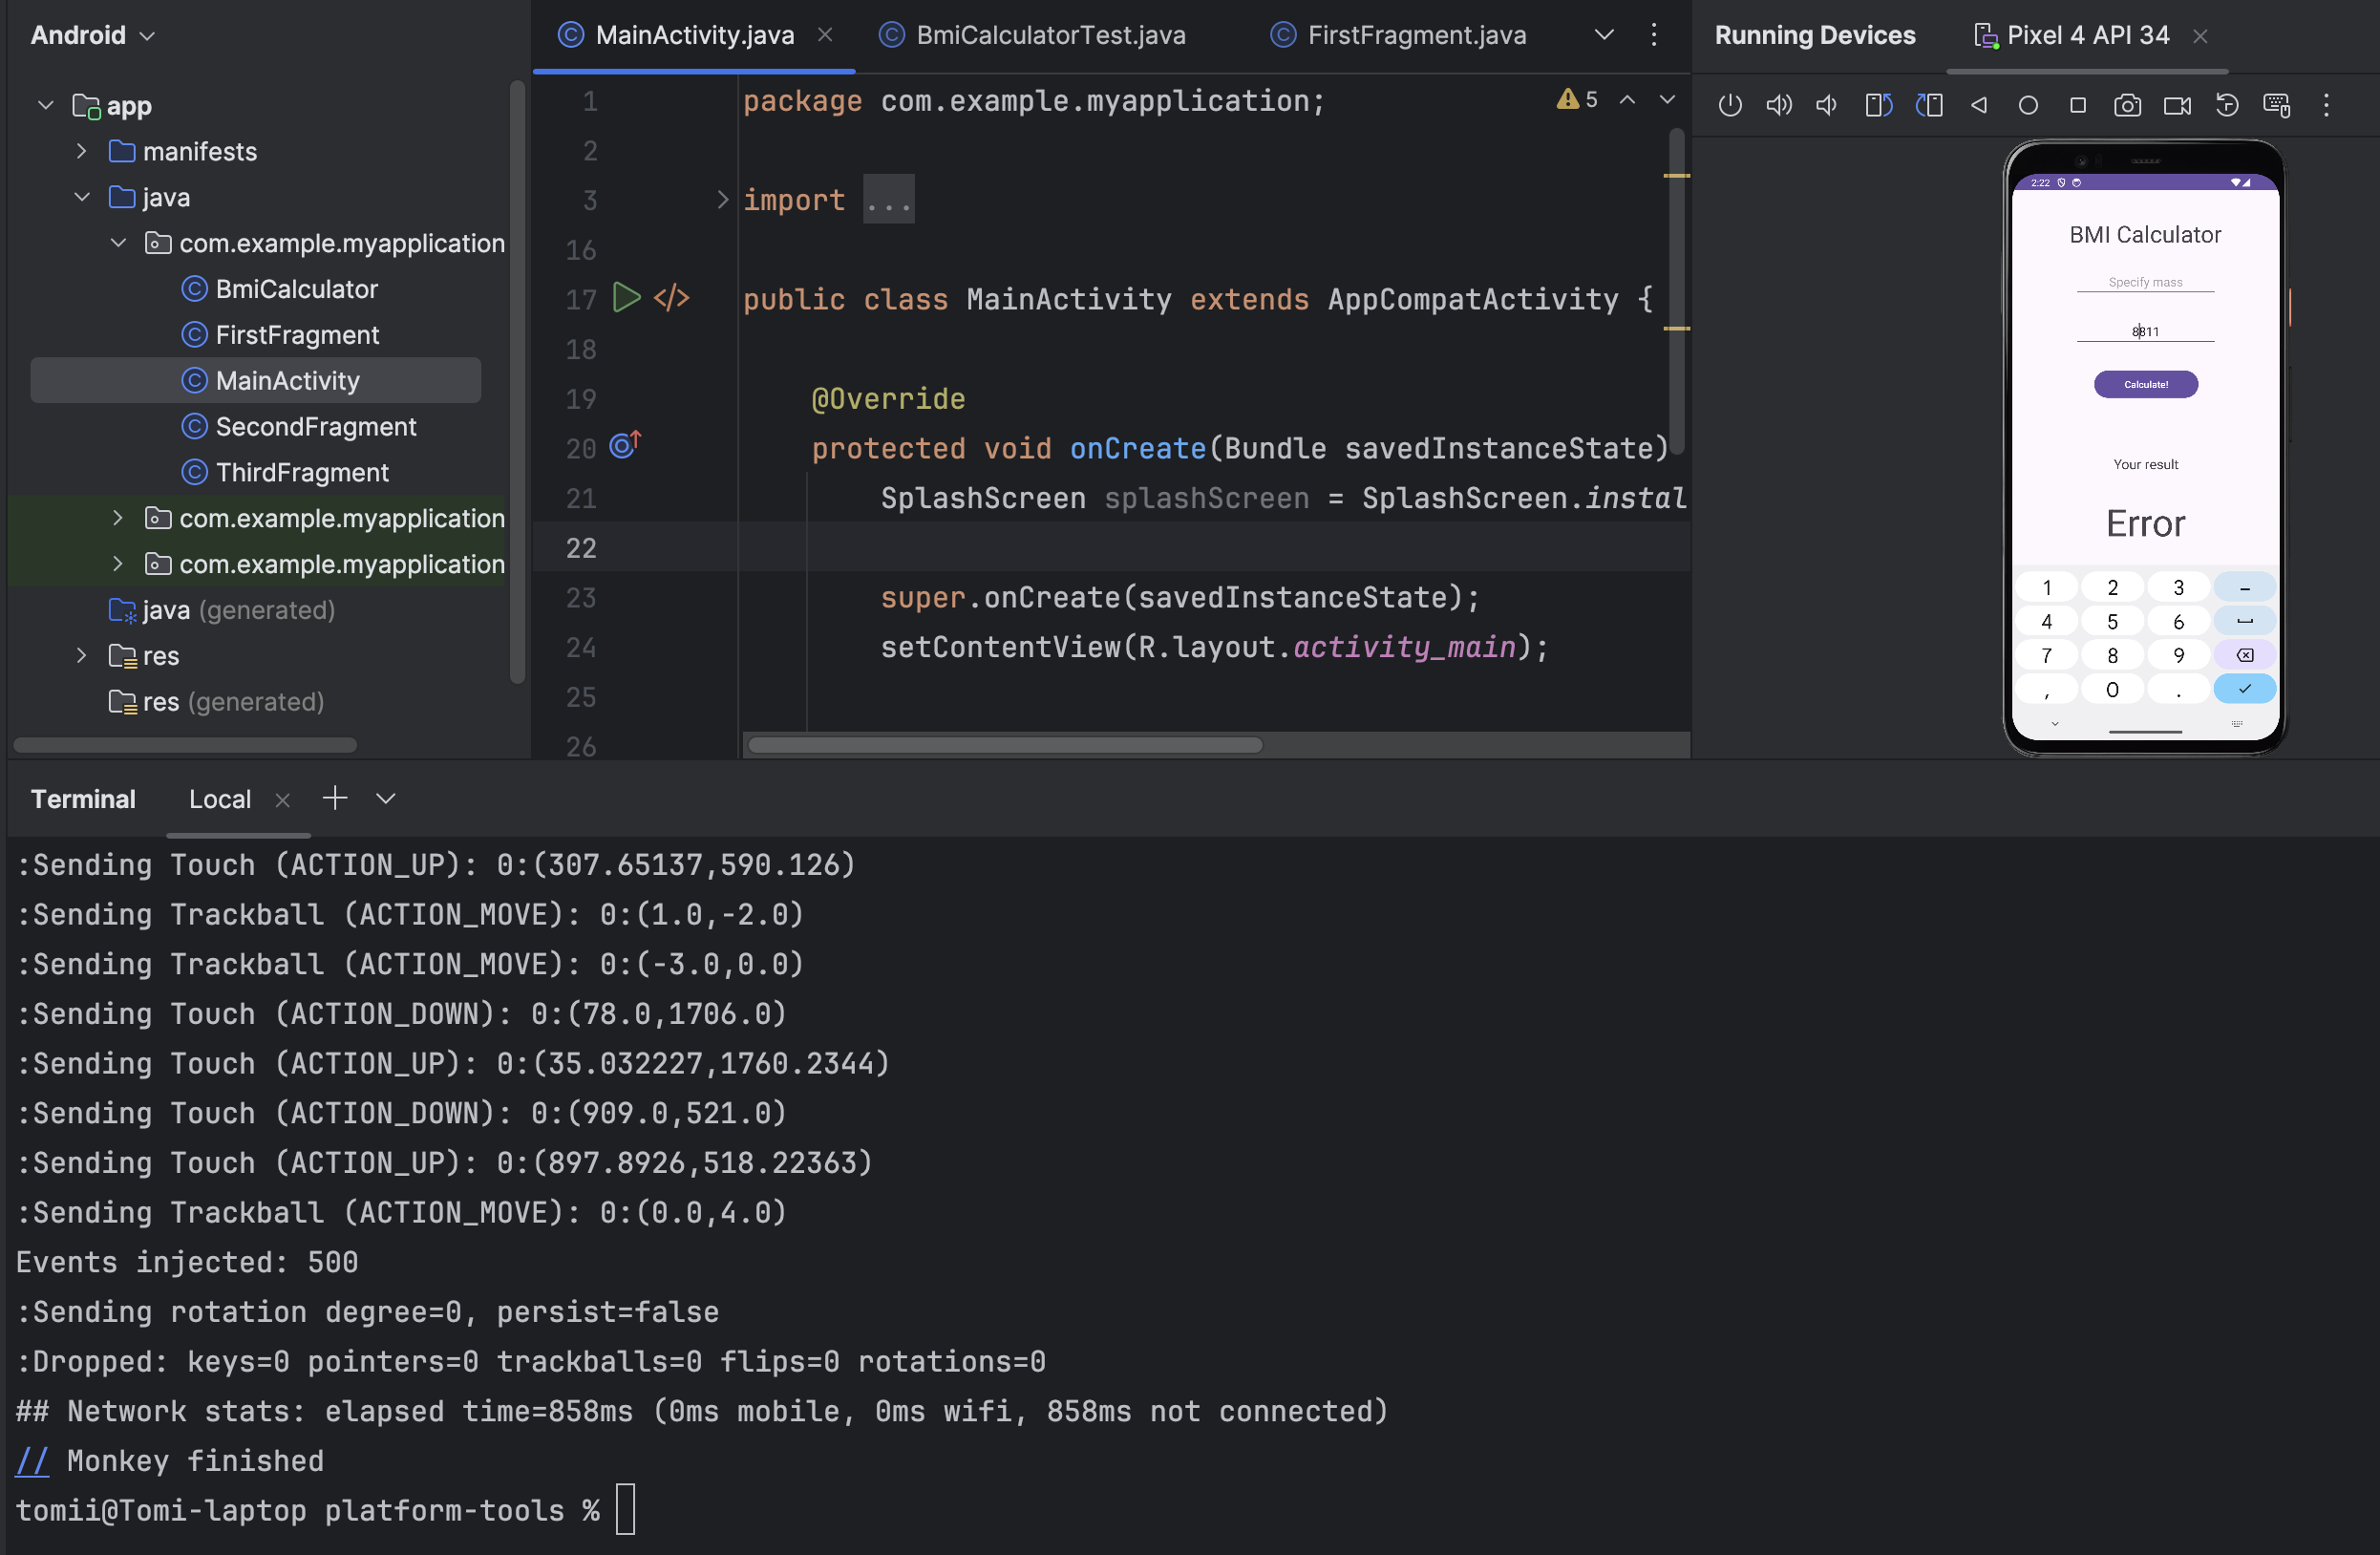 Android
app
manifests
java
com.example.myapplication
BmiCalculator
FirstFragment
MainActivity
SecondFragment
ThirdFragment
com.example.myapplication
com.example.myapplication
java (generated)
res
res (generated)
MainActivity.java
BmiCalculatorTest.java
FirstFragment.java
5
1 package com.example.myapplication;
2
3 import ...
16
17 public class MainActivity extends AppCompatActivity {
18
19 @Override
20 protected void onCreate(Bundle savedInstanceState)
21 SplashScreen splashScreen = SplashScreen.instal
22
23 super.onCreate(savedInstanceState);
24 setContentView(R.layout.activity_main);
25
26
Running Devices
Pixel 4 API 34
2:22
BMI Calculator
Specify mass
8811
Calculate!
Your result
Error
1 2 3 -
4 5 6
7 8 9
, 0 .
Terminal
Local
:Sending Touch (ACTION_UP): 0:(307.65137,590.126)
:Sending Trackball (ACTION_MOVE): 0:(1.0,-2.0)
:Sending Trackball (ACTION_MOVE): 0:(-3.0,0.0)
:Sending Touch (ACTION_DOWN): 0:(78.0,1706.0)
:Sending Touch (ACTION_UP): 0:(35.032227,1760.2344)
:Sending Touch (ACTION_DOWN): 0:(909.0,521.0)
:Sending Touch (ACTION_UP): 0:(897.8926,518.22363)
:Sending Trackball (ACTION_MOVE): 0:(0.0,4.0)
Events injected: 500
:Sending rotation degree=0, persist=false
:Dropped: keys=0 pointers=0 trackballs=0 flips=0 rotations=0
## Network stats: elapsed time=858ms (0ms mobile, 0ms wifi, 858ms not connected)
// Monkey finished
tomii@Tomi-laptop platform-tools %